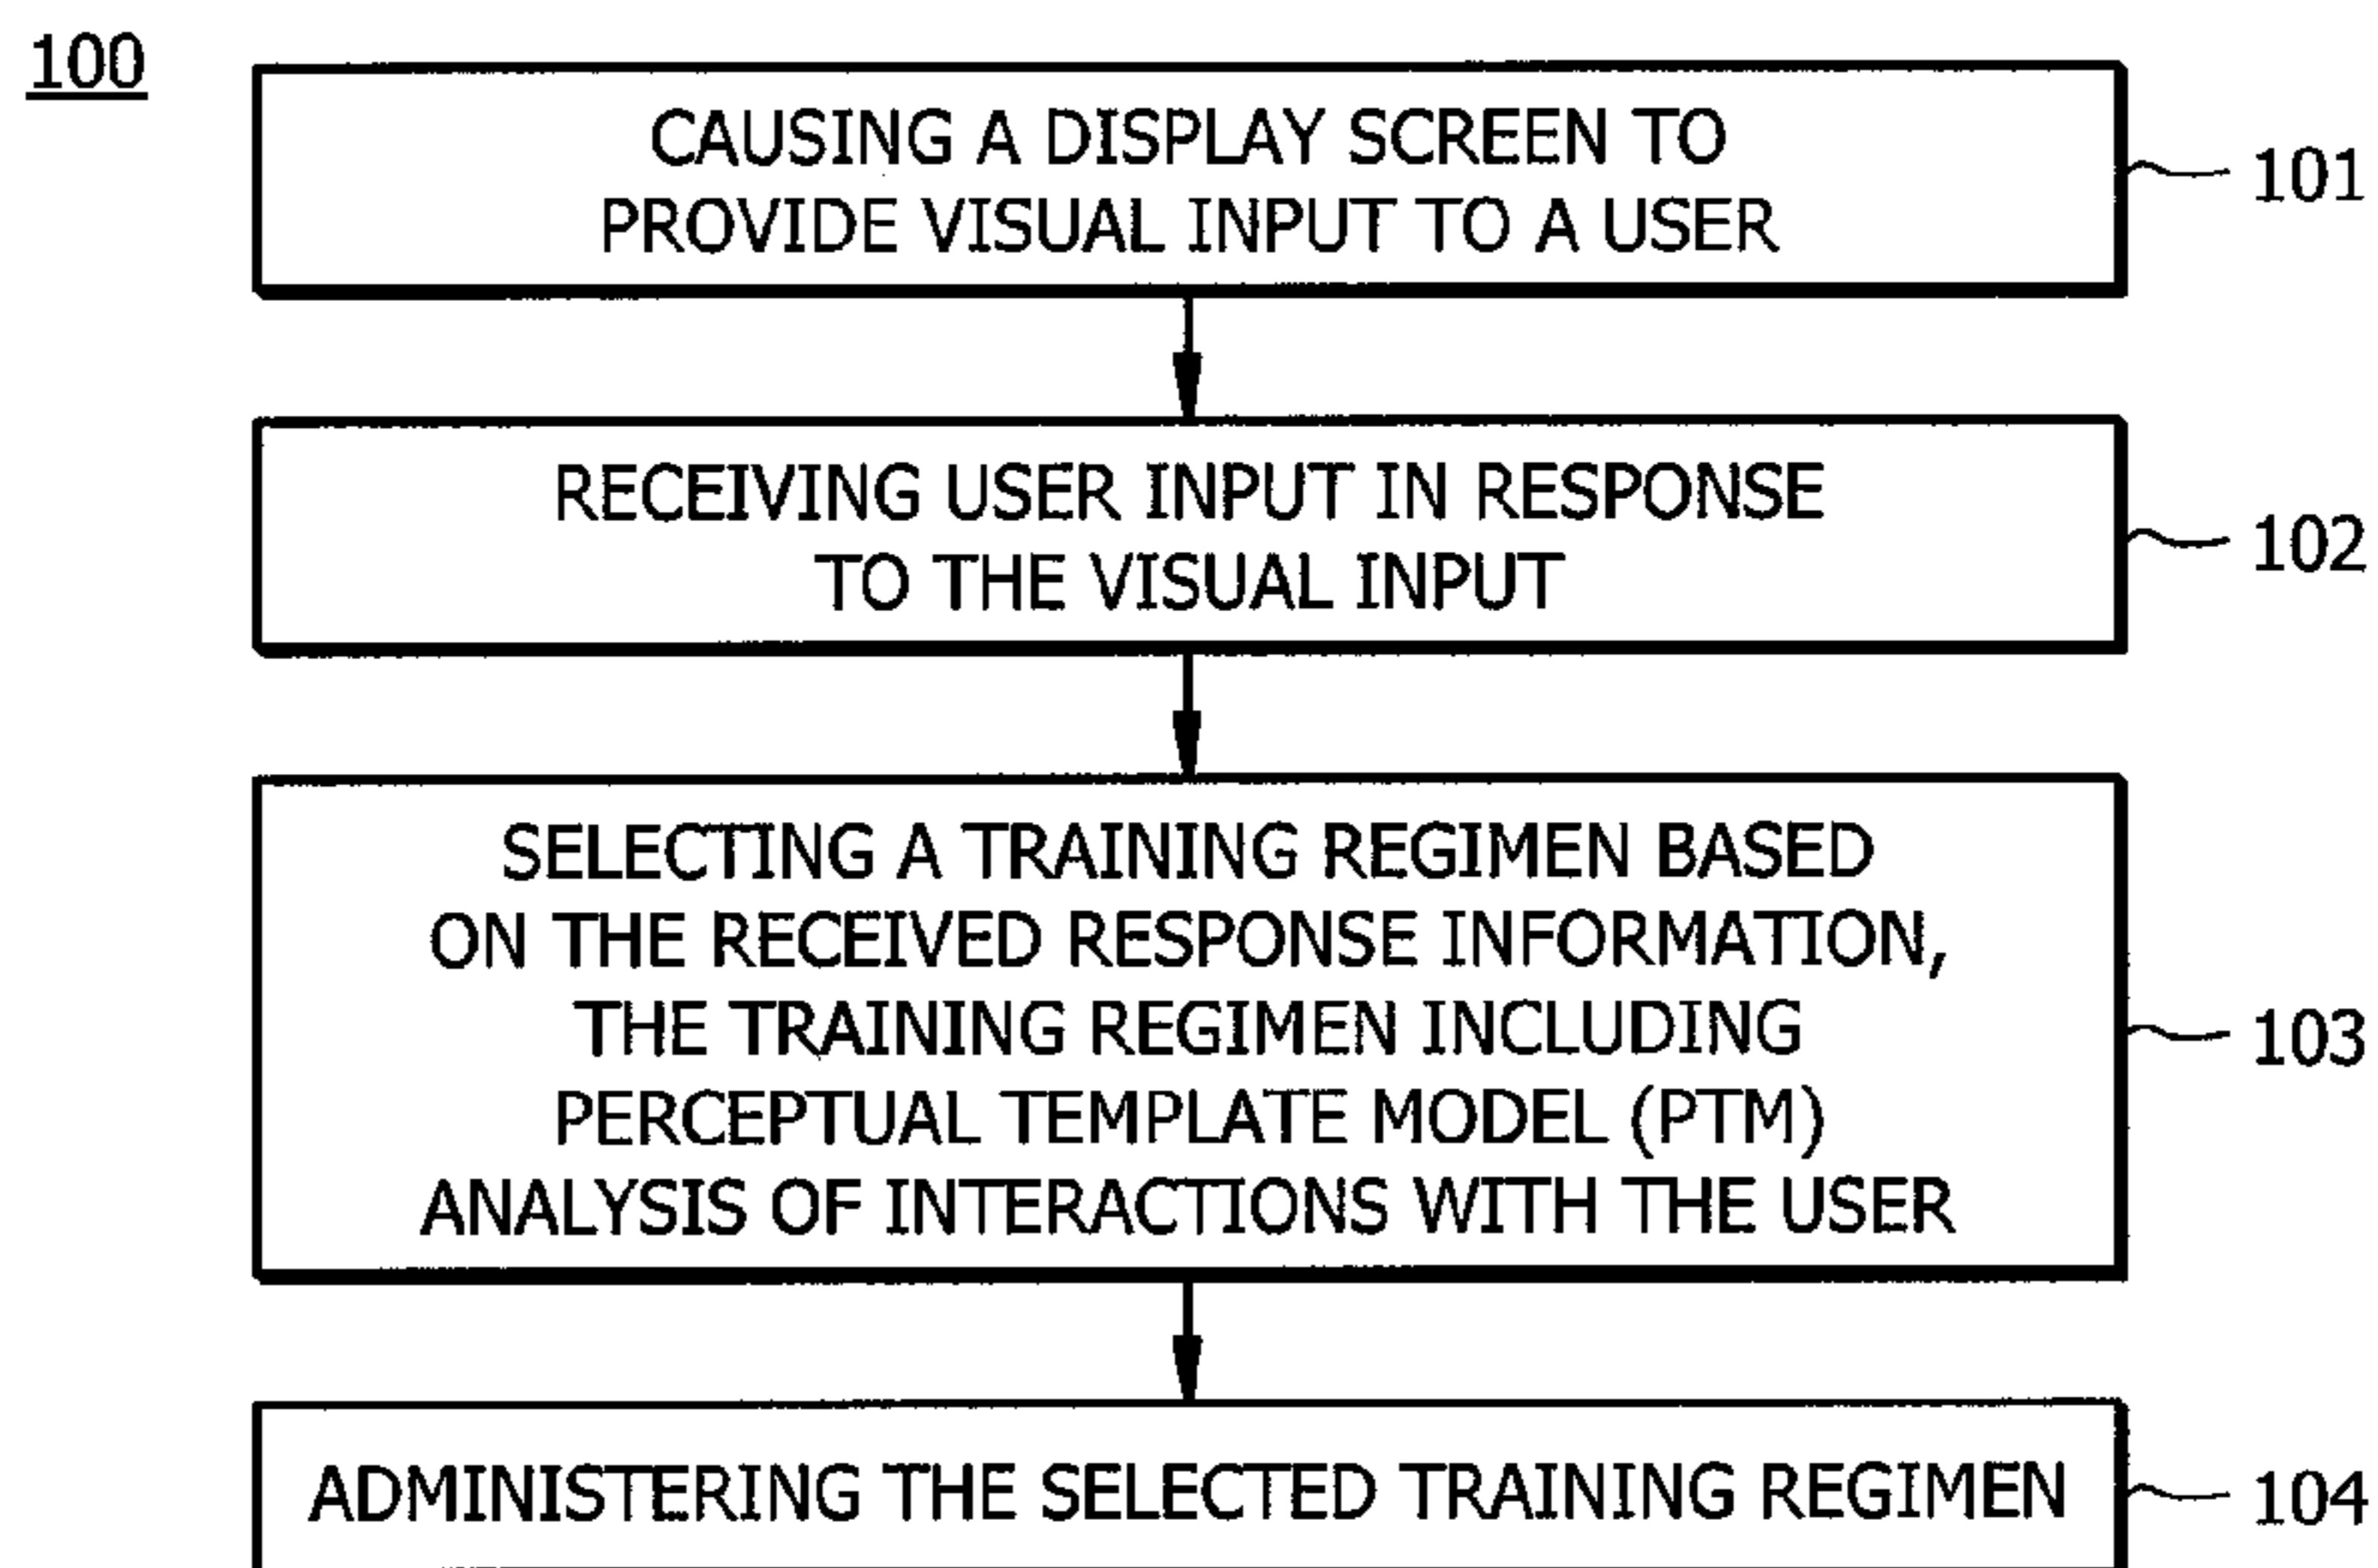 100
CAUSING A DISPLAY SCREEN TO
PROVIDE VISUAL INPUT TO A USER
101
RECEIVING USER INPUT IN RESPONSE
TO THE VISUAL INPUT
102
SELECTING A TRAINING REGIMEN BASED
ON THE RECEIVED RESPONSE INFORMATION,
THE TRAINING REGIMEN INCLUDING
PERCEPTUAL TEMPLATE MODEL (PTM)
ANALYSIS OF INTERACTIONS WITH THE USER
103
ADMINISTERING THE SELECTED TRAINING REGIMEN
104